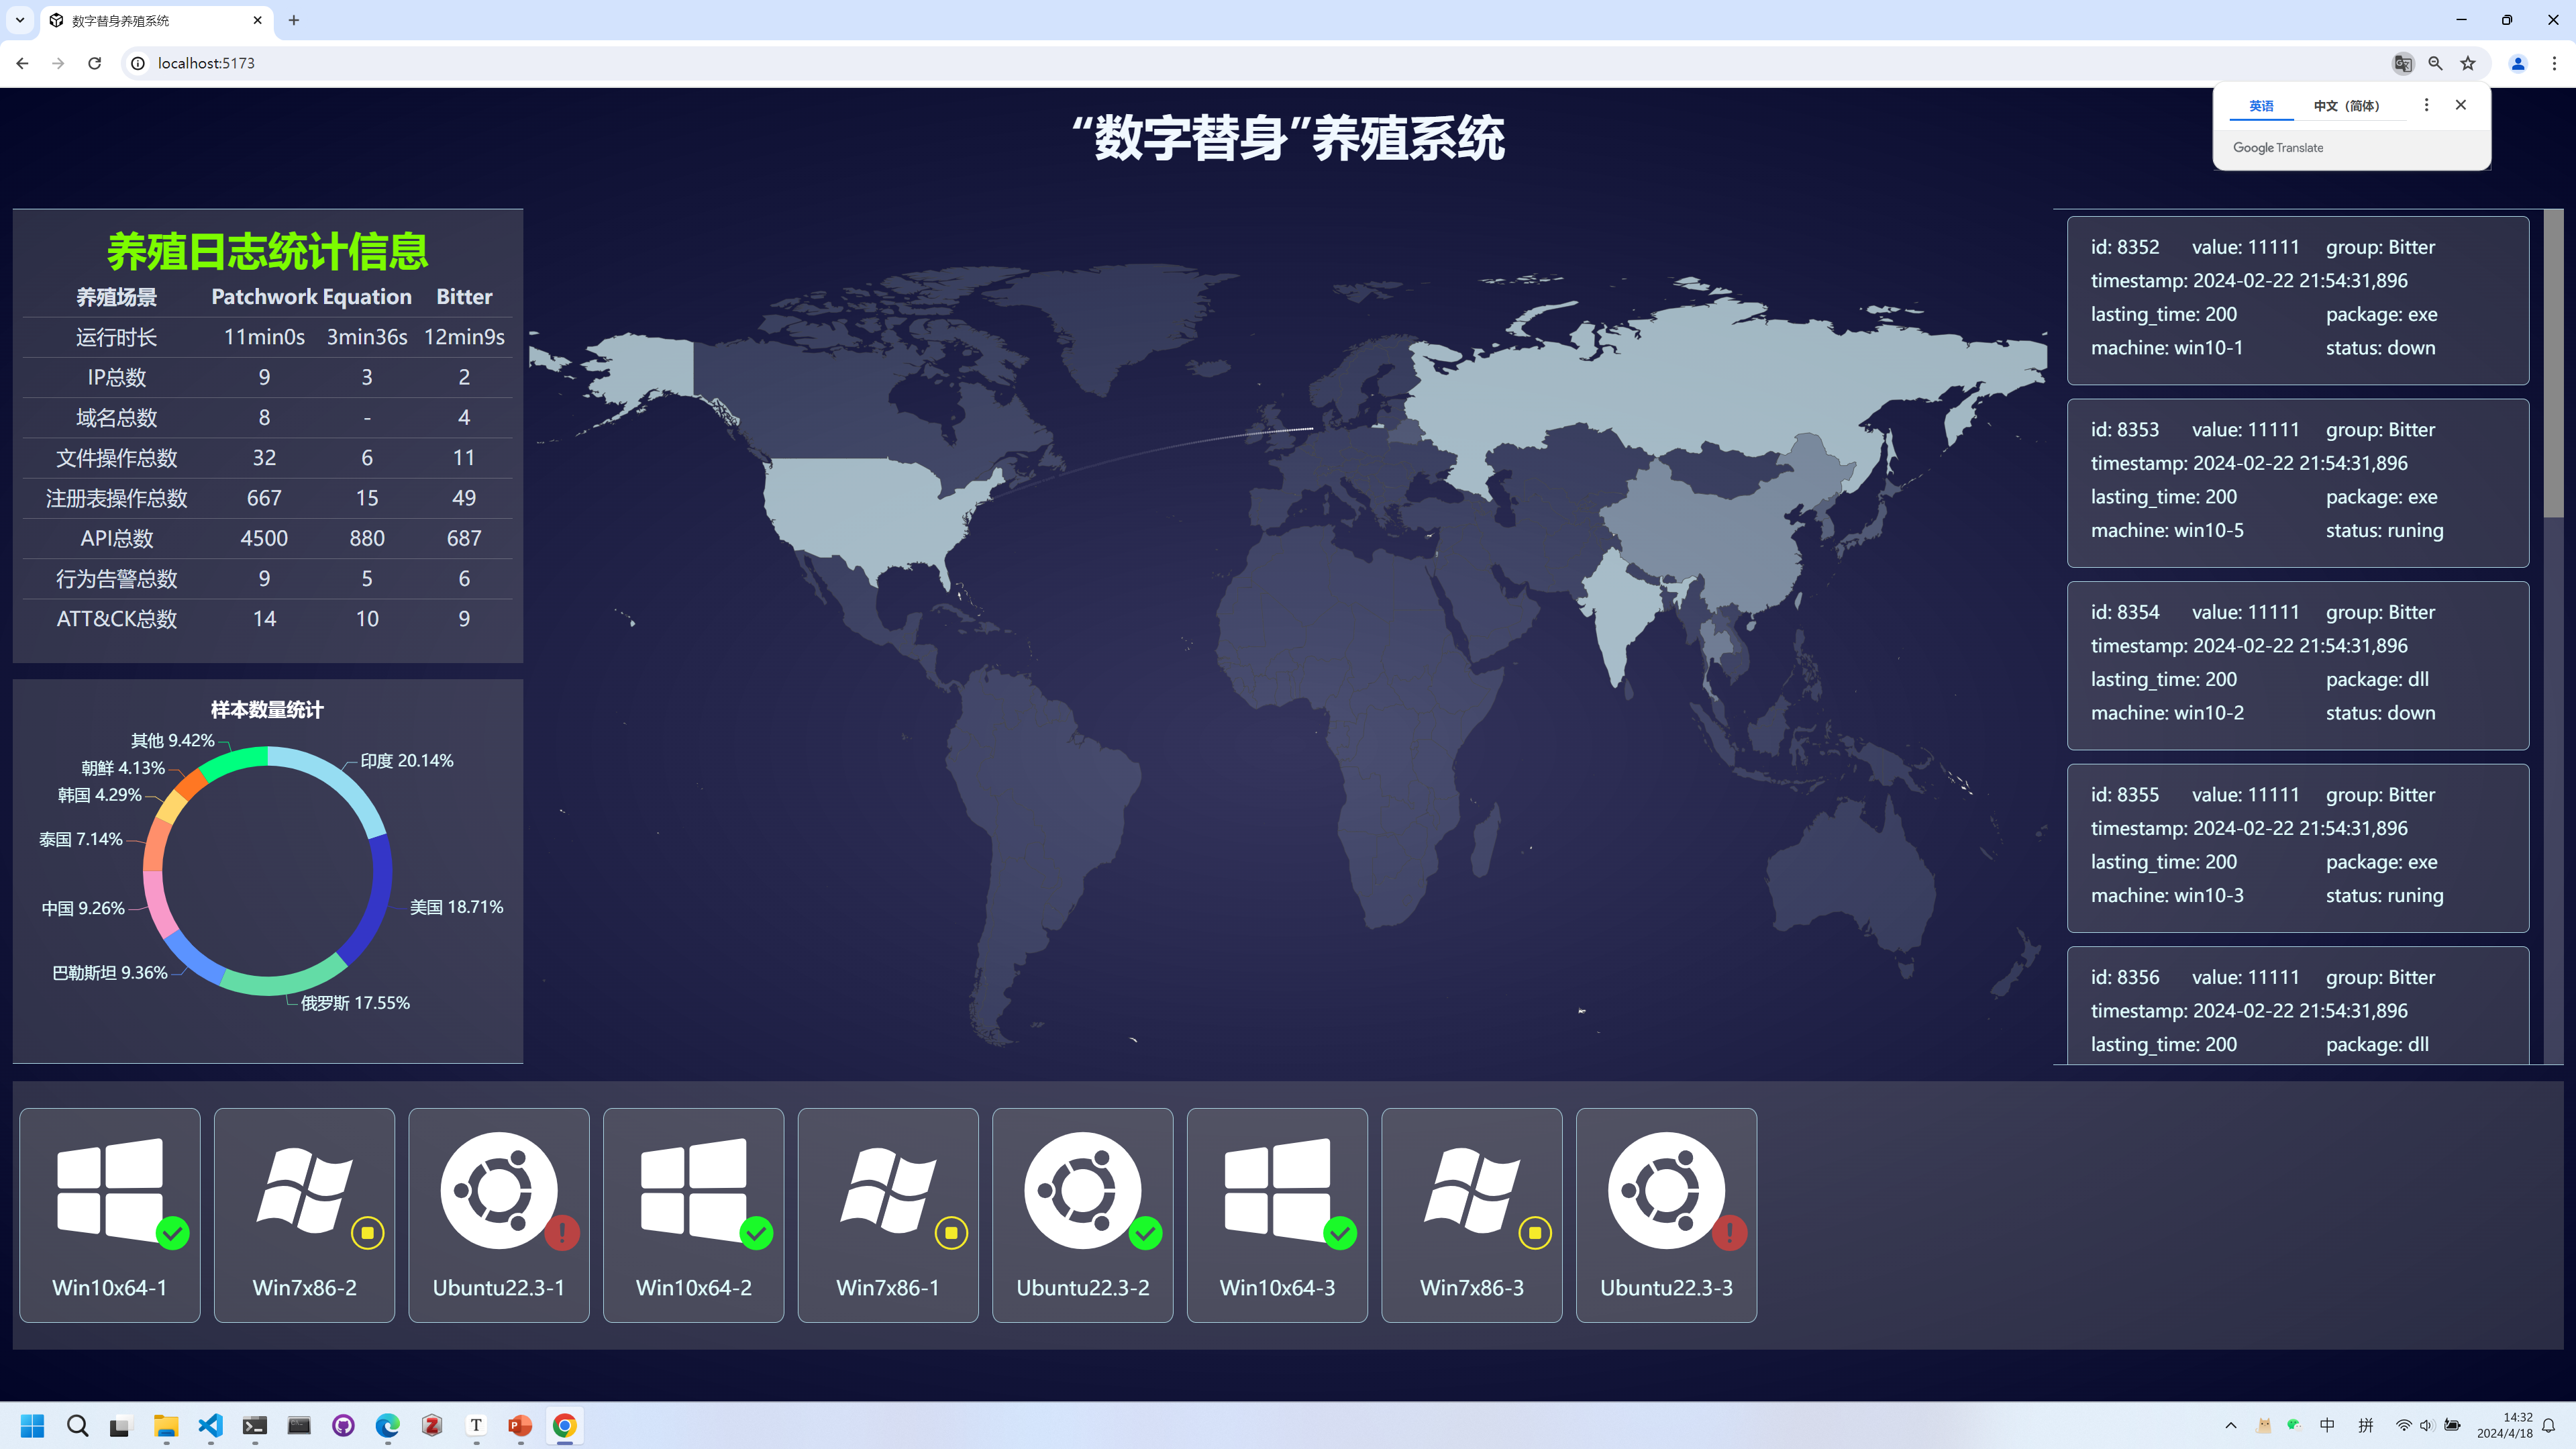 数字替身养殖系统
localhost:5173
英语 中文（简体）
Google Translate
“数字替身”养殖系统
养殖日志统计信息
养殖场景 Patchwork Equation Bitter
运行时长 11min0s 3min36s 12min9s
IP总数 9 3 2
域名总数 8 - 4
文件操作总数 32 6 11
注册表操作总数 667 15 49
API总数 4500 880 687
行为告警总数 9 5 6
ATT&CK总数 14 10 9
样本数量统计
其他 9.42%
印度 20.14%
朝鲜 4.13%
韩国 4.29%
泰国 7.14%
中国 9.26%
美国 18.71%
巴勒斯坦 9.36%
俄罗斯 17.55%
id: 8352 value: 11111 group: Bitter
timestamp: 2024-02-22 21:54:31,896
lasting_time: 200 package: exe
machine: win10-1 status: down
id: 8353 value: 11111 group: Bitter
timestamp: 2024-02-22 21:54:31,896
lasting_time: 200 package: exe
machine: win10-5 status: runing
id: 8354 value: 11111 group: Bitter
timestamp: 2024-02-22 21:54:31,896
lasting_time: 200 package: dll
machine: win10-2 status: down
id: 8355 value: 11111 group: Bitter
timestamp: 2024-02-22 21:54:31,896
lasting_time: 200 package: exe
machine: win10-3 status: runing
id: 8356 value: 11111 group: Bitter
timestamp: 2024-02-22 21:54:31,896
lasting_time: 200 package: dll
Win10x64-1 Win7x86-2 Ubuntu22.3-1 Win10x64-2 Win7x86-1 Ubuntu22.3-2 Win10x64-3 Win7x86-3 Ubuntu22.3-3
中 拼
14:32
2024/4/18